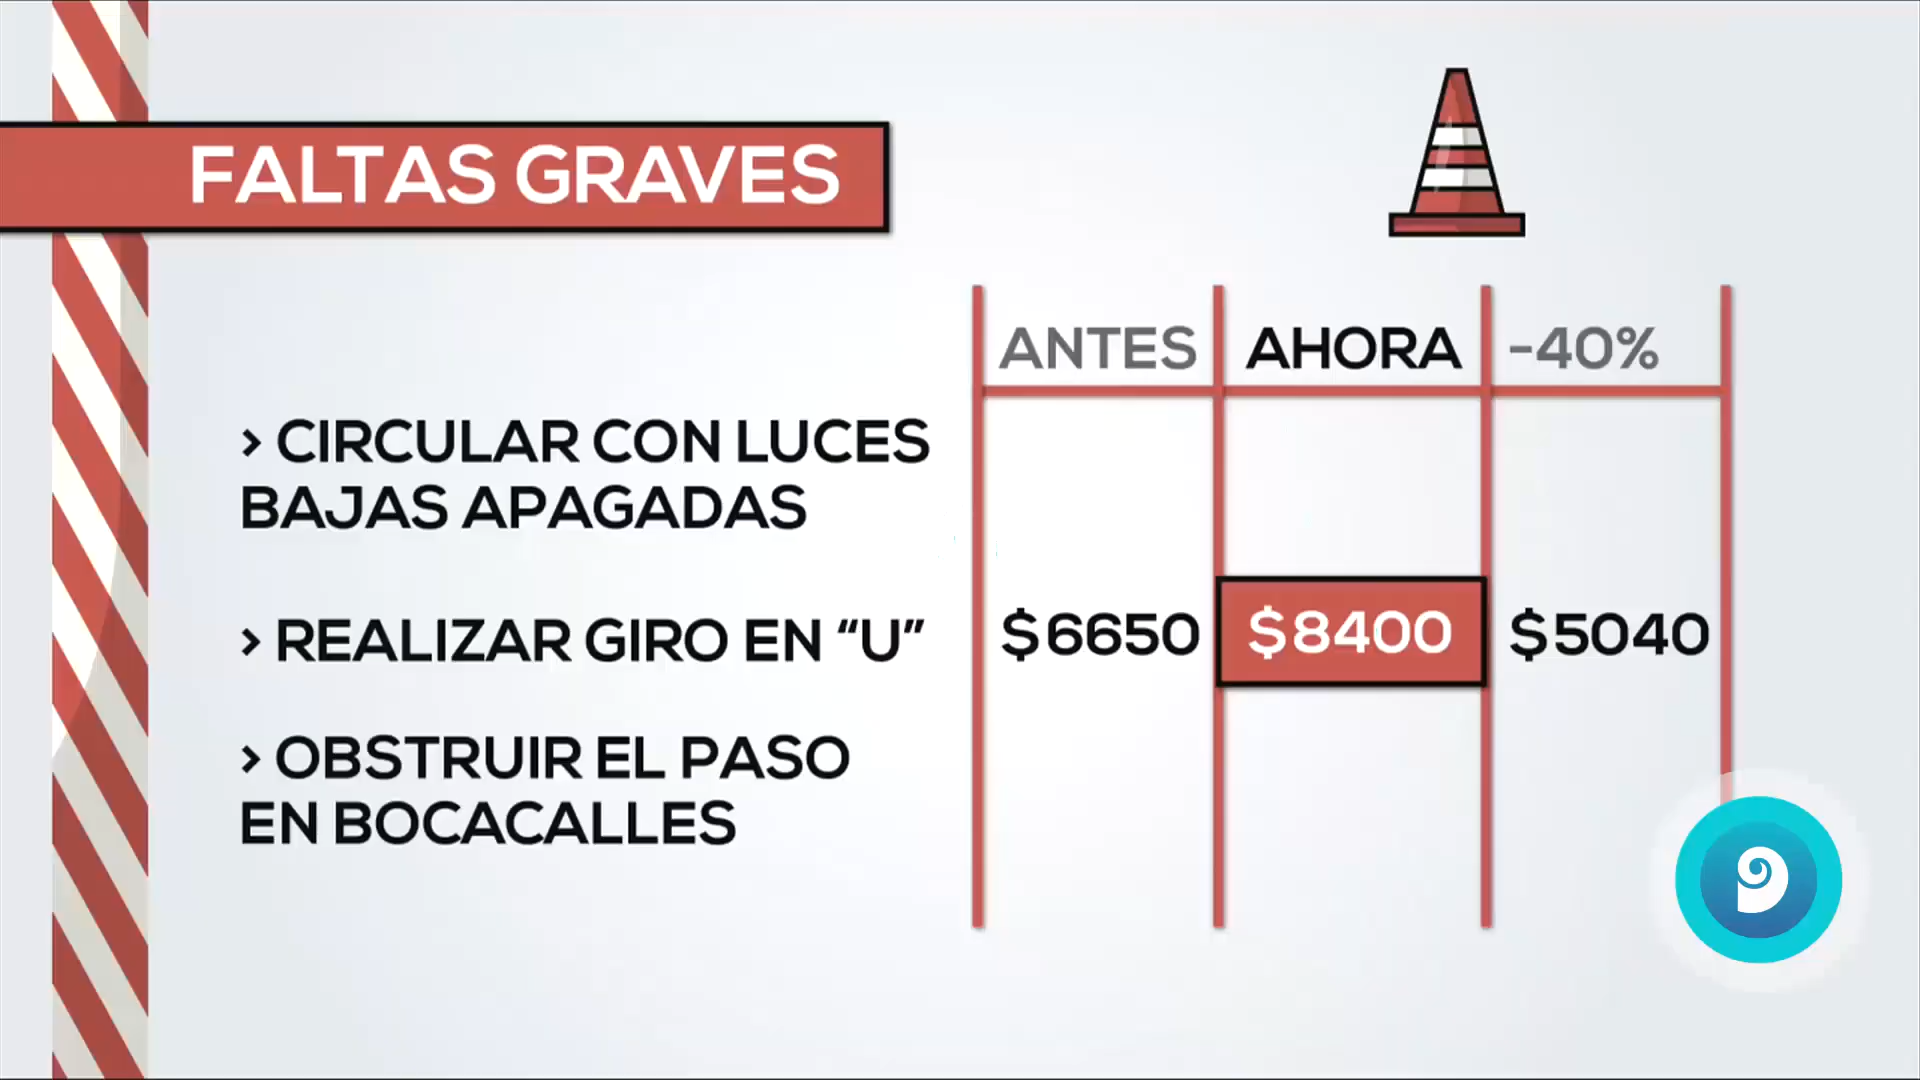 FALTAS GRAVES
ANTES AHORA -40%
> CIRCULAR CON LUCES
BAJAS APAGADAS
> REALIZAR GIRO EN “U” $6650 $8400 $5040
> OBSTRUIR EL PASO
EN BOCACALLES